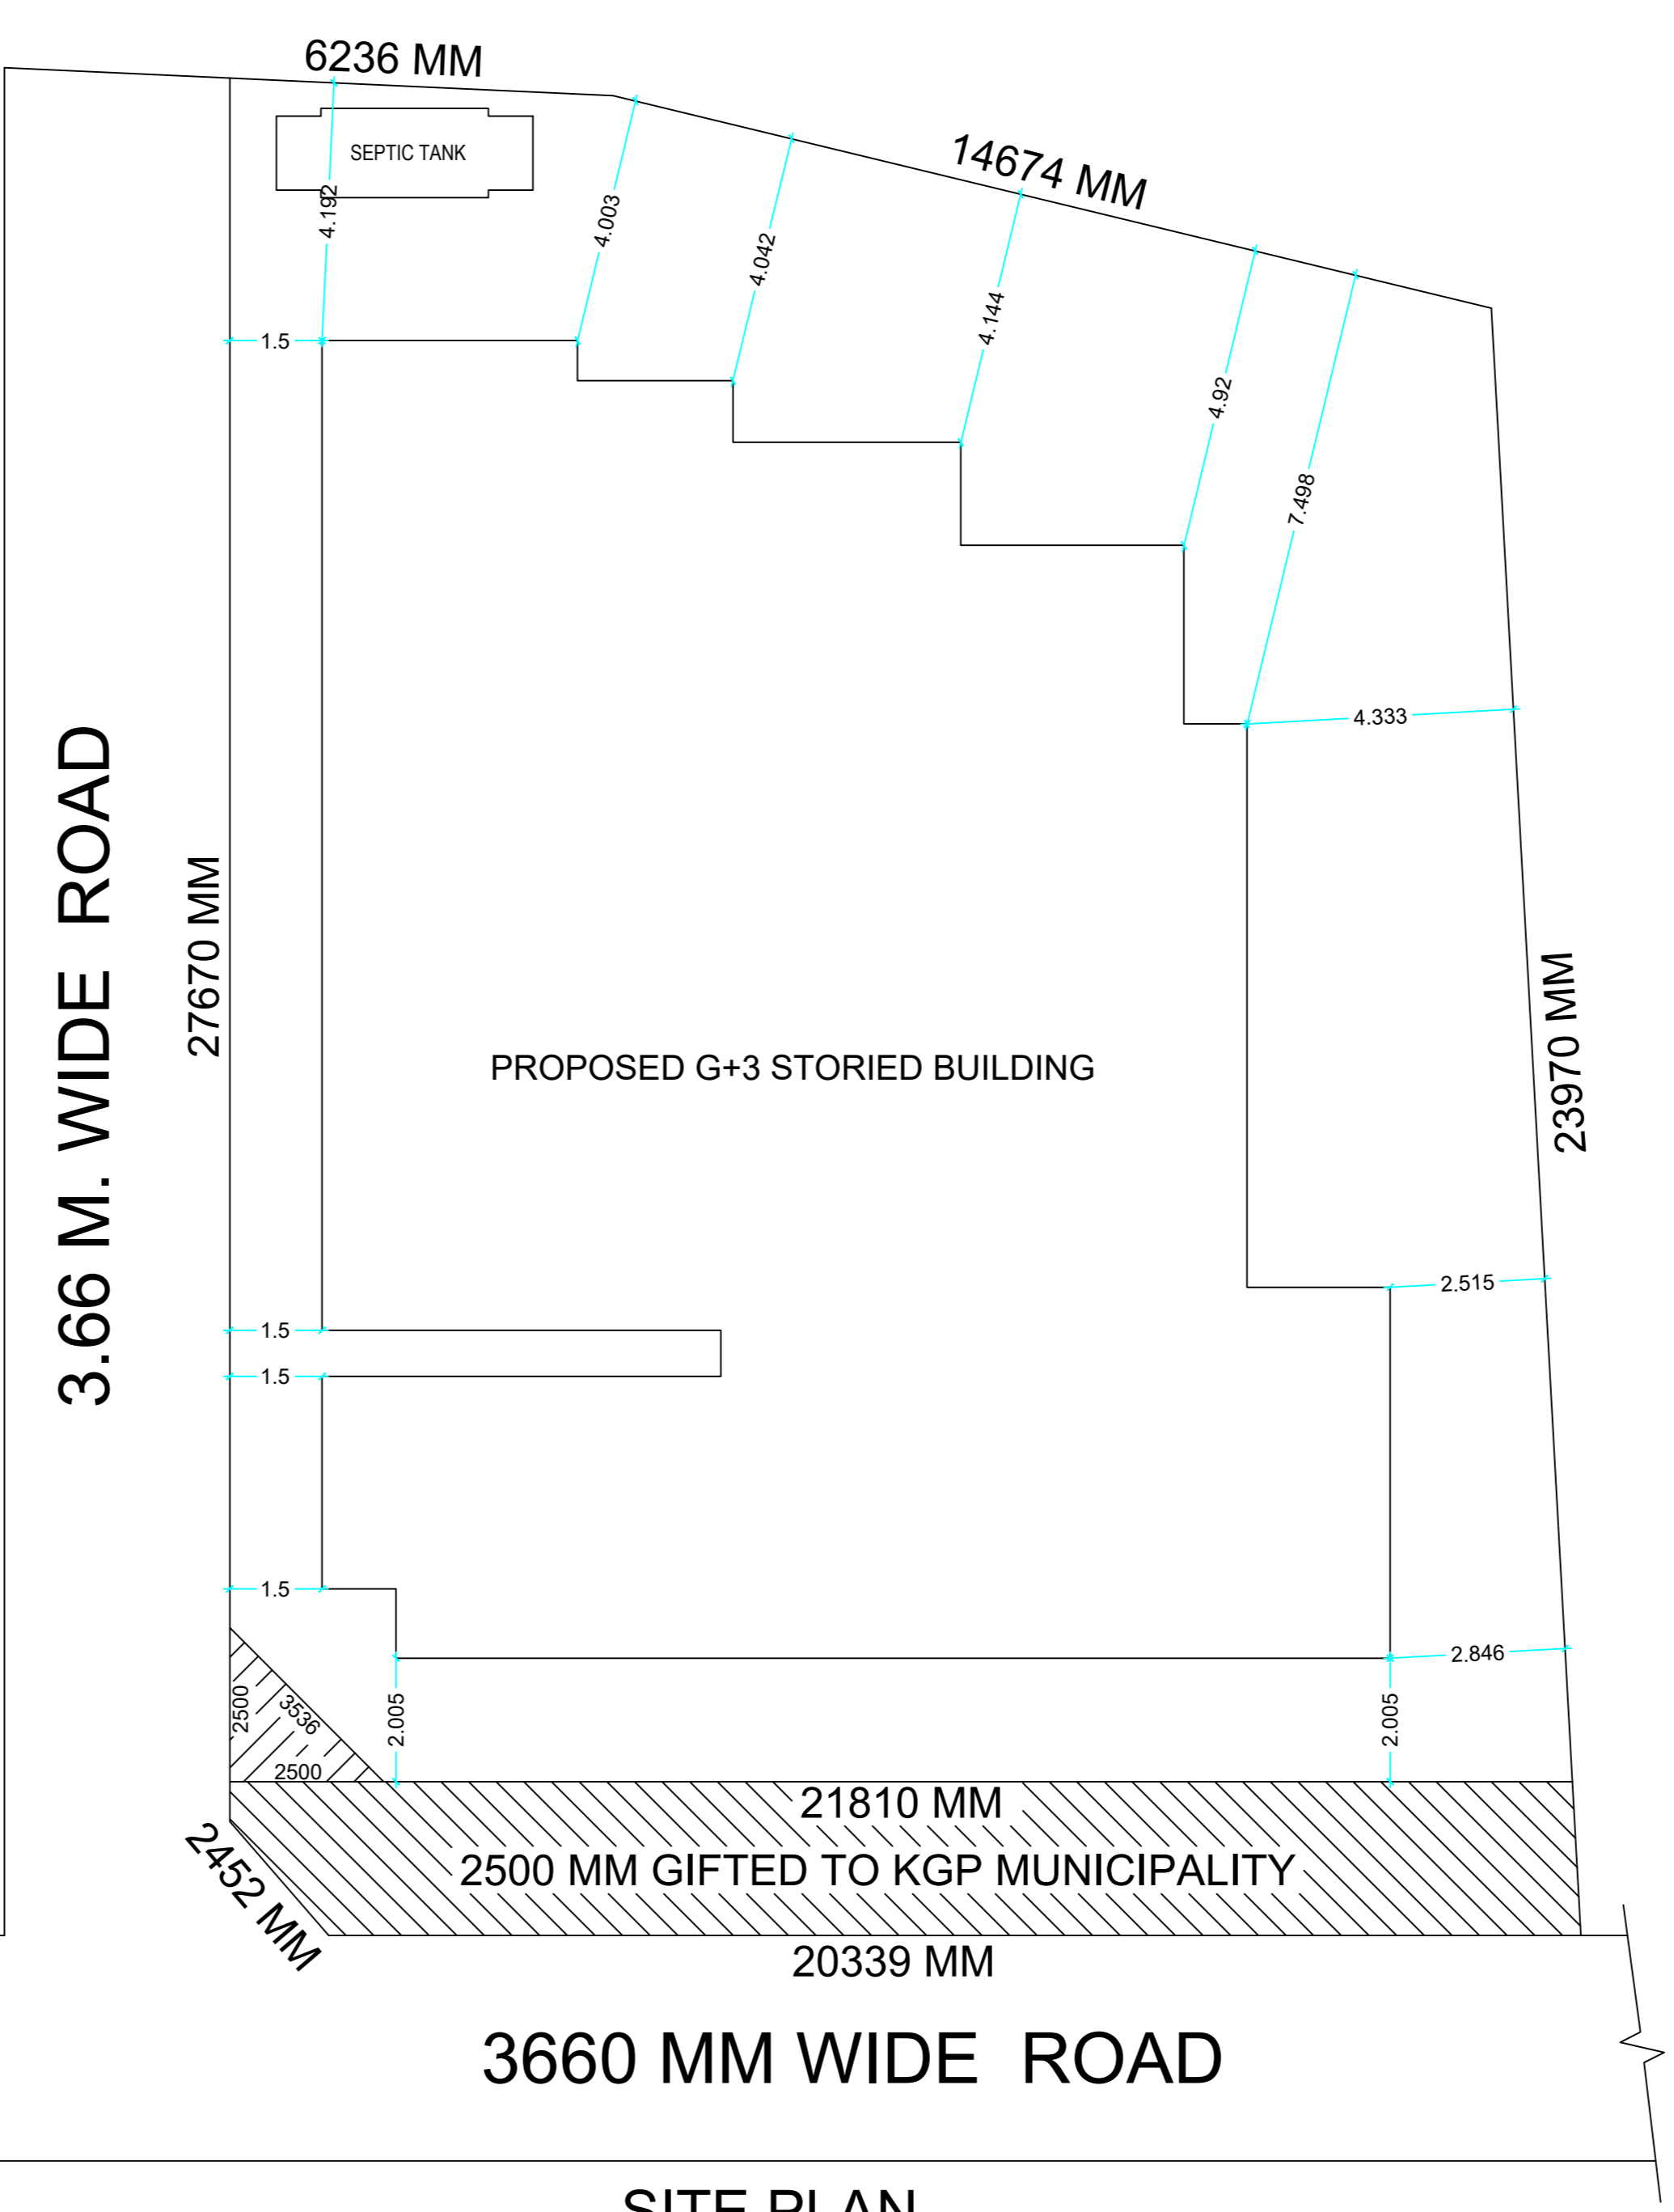 6236 MM
SEPTIC TANK
14674 MM
4.192
4.003
4.042
4.144
4.92
7.498
1.5
4.333
3.66 M. WIDE ROAD
27670 MM
23970 MM
PROPOSED G+3 STORIED BUILDING
2.515
1.5
1.5
1.5
2.846
2500
3536
2.005
2.005
2500
21810 MM
2500 MM GIFTED TO KGP MUNICIPALITY
2452 MM
20339 MM
3660 MM WIDE ROAD
SITE PLAN